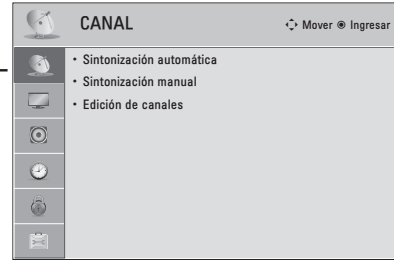 CANAL
Mover Ingresar
• Sintonización automática
• Sintonización manual
• Edición de canales